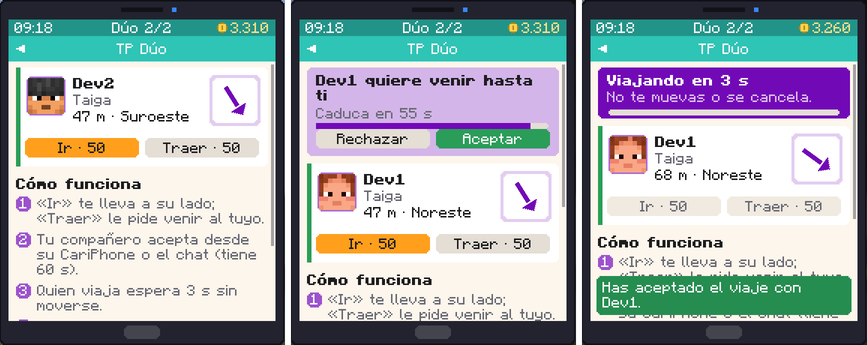 09:18 Dúo 2/2 3.310
TP Dúo
Dev2
Taiga
47 m · Suroeste
Ir · 50 Traer · 50
Cómo funciona
1 «Ir» te lleva a su lado;
«Traer» le pide venir al tuyo.
2 Tu compañero acepta desde
su CariPhone o el chat (tiene
60 s).
3 Quien viaja espera 3 s sin
moverse.
09:18 Dúo 2/2 3.310
TP Dúo
Dev1 quiere venir hasta
ti
Caduca en 55 s
Rechazar Aceptar
Dev1
Taiga
47 m · Noreste
Ir · 50 Traer · 50
Cómo funciona
1 «Ir» te lleva a su lado;
«Traer» le pide venir al tuyo.
09:18 Dúo 2/2 3.260
TP Dúo
Viajando en 3 s
No te muevas o se cancela.
Dev1
Taiga
68 m · Noreste
Ir · 50 Traer · 50
Cómo funciona
1 «Ir» te lleva a su lado;
Has aceptado el viaje con
Dev1.